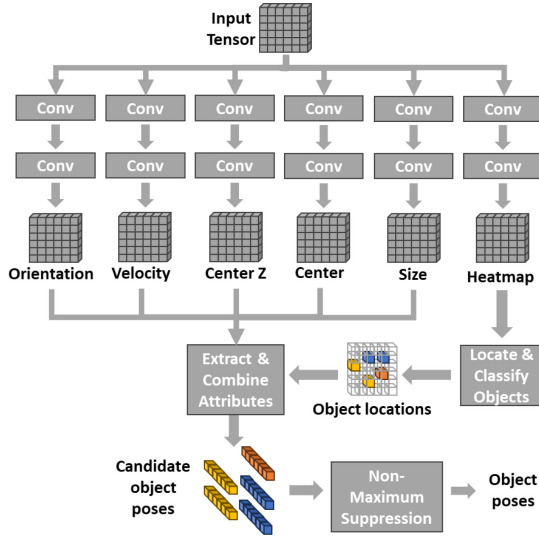 Input
Tensor
Conv Conv Conv Conv Conv Conv
Conv Conv Conv Conv Conv Conv
Orientation Velocity Center Z Center Size Heatmap
Extract &
Combine
Attributes
Object locations
Locate &
Classify
Objects
Candidate
object
poses
Non-
Maximum
Suppression
Object
poses